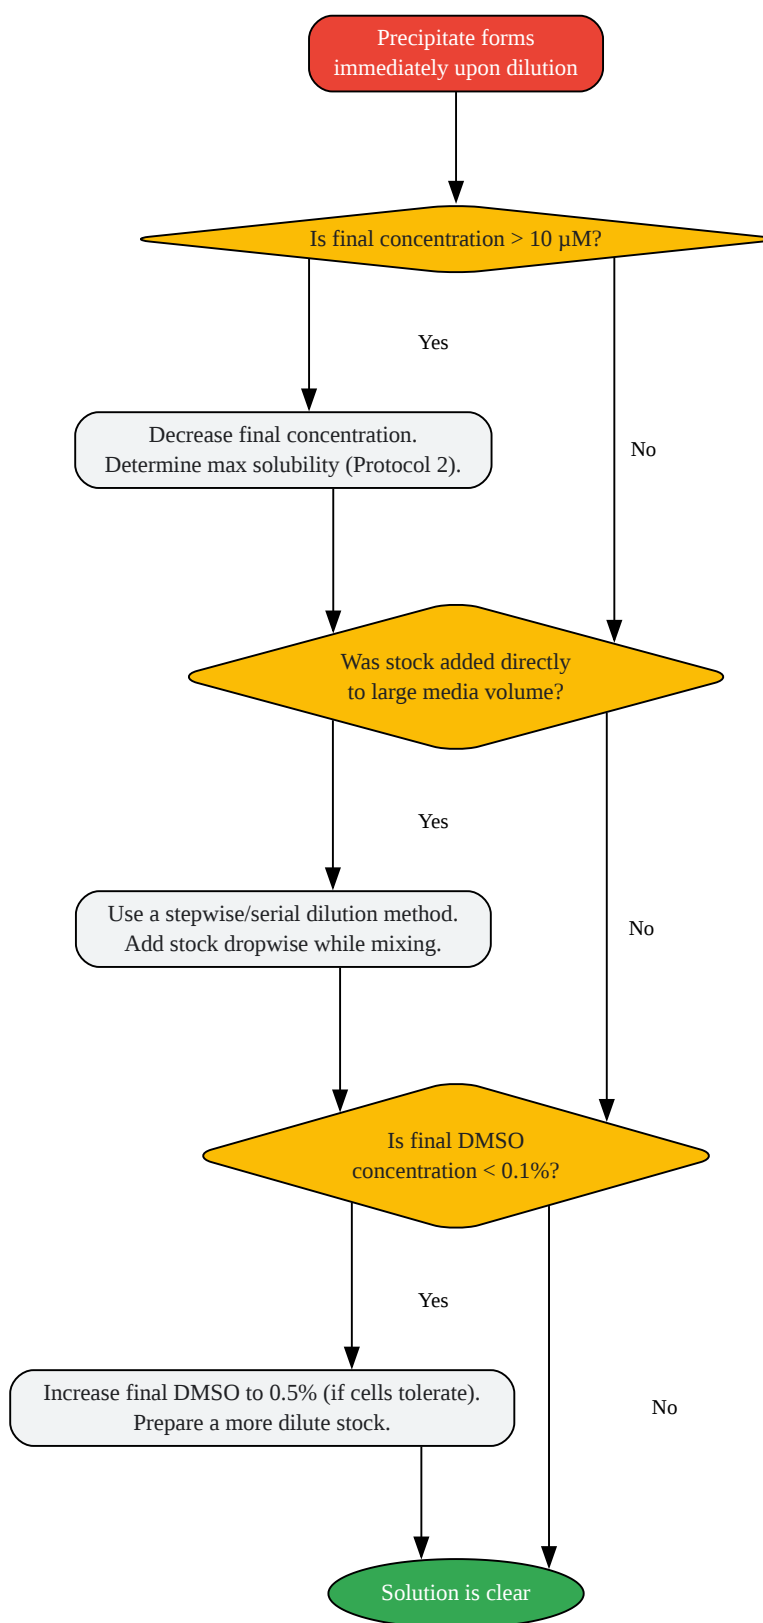 Precipitate forms
immediately upon dilution
Is final concentration > 10 µM?
Yes
Decrease final concentration.
Determine max solubility (Protocol 2).
No
Was stock added directly
to large media volume?
Yes
Use a stepwise/serial dilution method.
Add stock dropwise while mixing.
No
Is final DMSO
concentration < 0.1%?
Yes
Increase final DMSO to 0.5% (if cells tolerate).
Prepare a more dilute stock.
No
Solution is clear